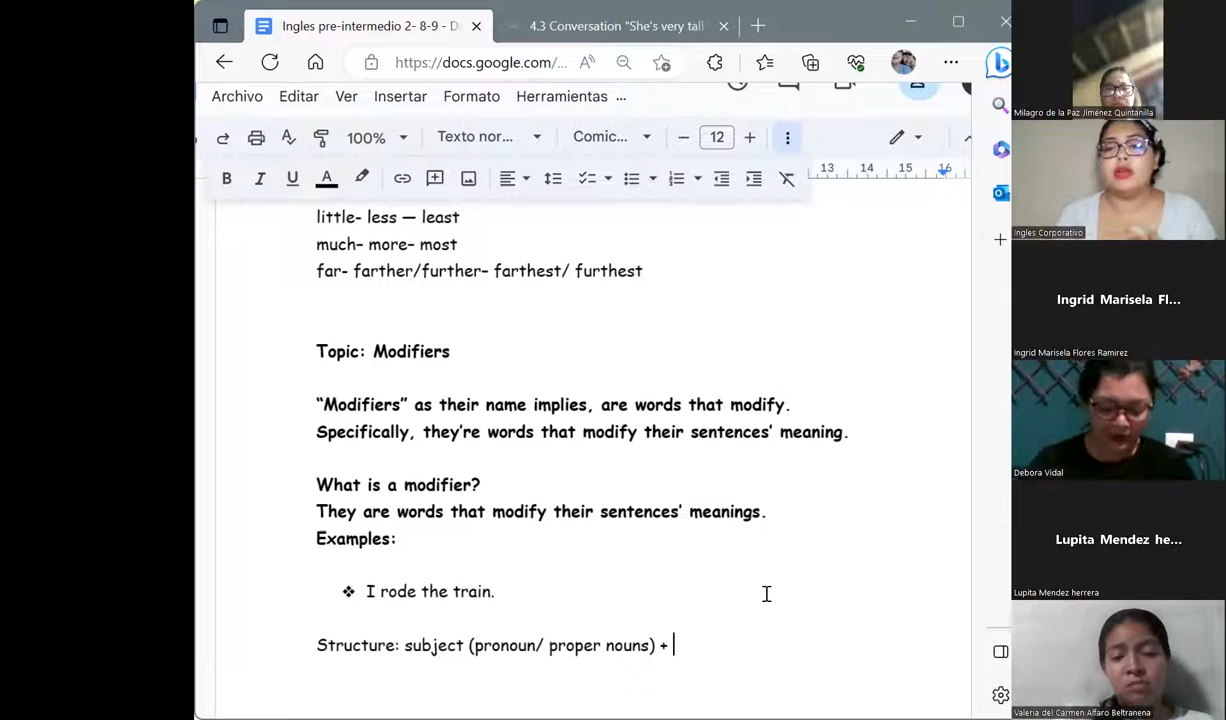 Ingles pre-intermedio 2- 8-9 - D
4.3 Conversation "She's very tall"
https://docs.google.com/...
Archivo Editar Ver Insertar Formato Herramientas ...
100% Texto nor... Comic... 12
13 14 15 16
little- less — least
much- more- most
far- farther/further- farthest/ furthest
Topic: Modifiers
“Modifiers” as their name implies, are words that modify.
Specifically, they’re words that modify their sentences’ meaning.
What is a modifier?
They are words that modify their sentences’ meanings.
Examples:
❖ I rode the train.
Structure: subject (pronoun/ proper nouns) +
Milagro de la Paz Jiménez Quintanilla
Ingles Corporativo
Ingrid Marisela Fl...
Ingrid Marisela Flores Ramirez
Debora Vidal
Lupita Mendez he...
Lupita Mendez herrera
Valeria del Carmen Alfaro Beltranena